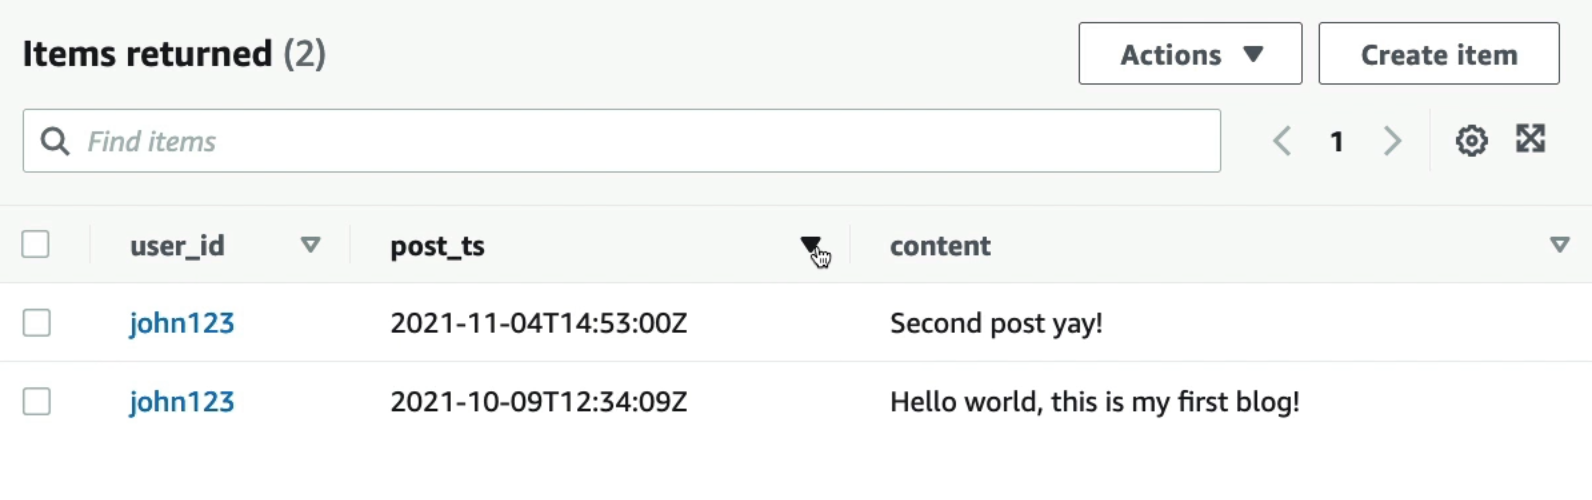 Items returned (2)
Actions
Create item
Find items
1
user_id
post_ts
content
john123
2021-11-04T14:53:00Z
Second post yay!
john123
2021-10-09T12:34:09Z
Hello world, this is my first blog!